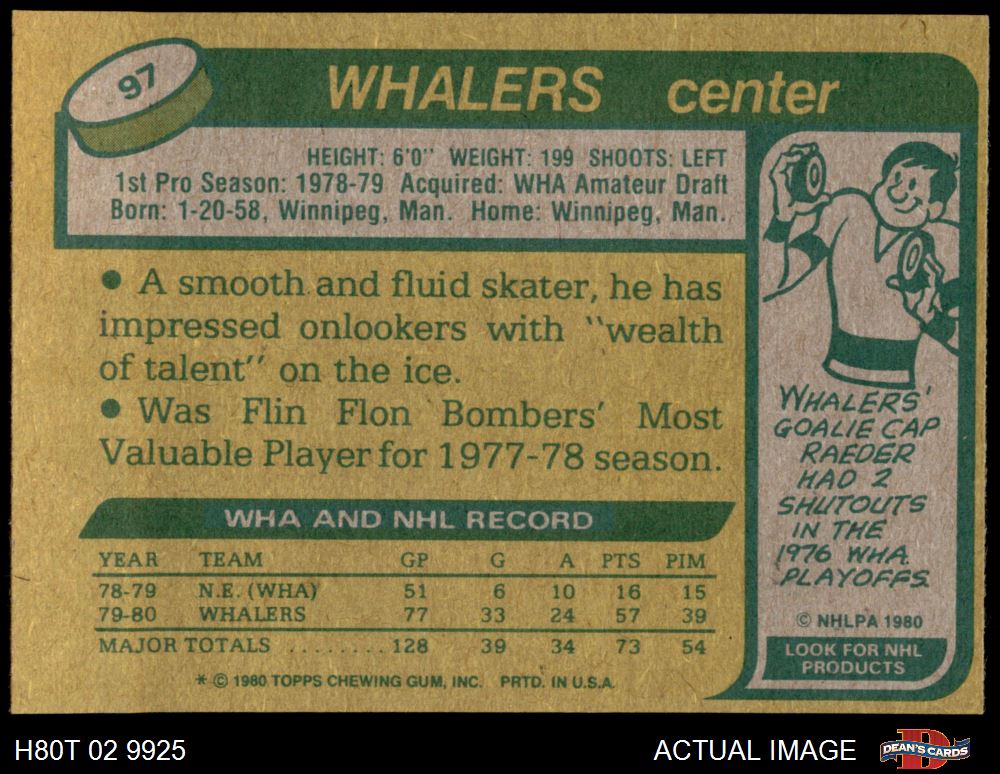 97
WHALERS center
HEIGHT: 6'0" WEIGHT: 199 SHOOTS: LEFT
1st Pro Season: 1978-79 Acquired: WHA Amateur Draft
Born: 1-20-58, Winnipeg, Man. Home: Winnipeg, Man.
● A smooth and fluid skater, he has
impressed onlookers with "wealth
of talent" on the ice.
● Was Flin Flon Bombers' Most
Valuable Player for 1977-78 season.
WHA AND NHL RECORD
YEAR TEAM GP G A PTS PIM
78-79 N.E. (WHA) 51 6 10 16 15
79-80 WHALERS 77 33 24 57 39
MAJOR TOTALS ........ 128 39 34 73 54
* © 1980 TOPPS CHEWING GUM, INC. PRTD. IN U.S.A.
WHALERS'
GOALIE CAP
RAEDER
HAD 2
SHUTOUTS
IN THE
1976 WHA
PLAYOFFS.
© NHLPA 1980
LOOK FOR NHL
PRODUCTS
H80T 02 9925
ACTUAL IMAGE
D
DEAN'S CARDS